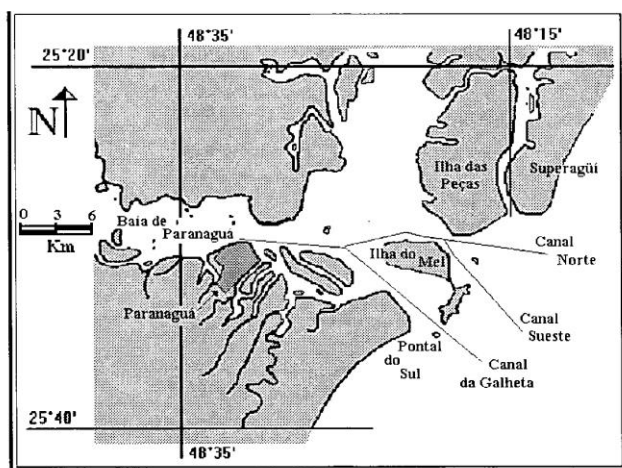 48°35'
48°15'
25°20'
N
Ilha das
Peças
Superagüi
0 3 6
Km
Baía de
Paranaguá
Canal
Norte
Ilha do
Mel
Paranaguá
Canal
Sueste
Pontal
do
Sul
Canal
da Galheta
25°40'
48°35'